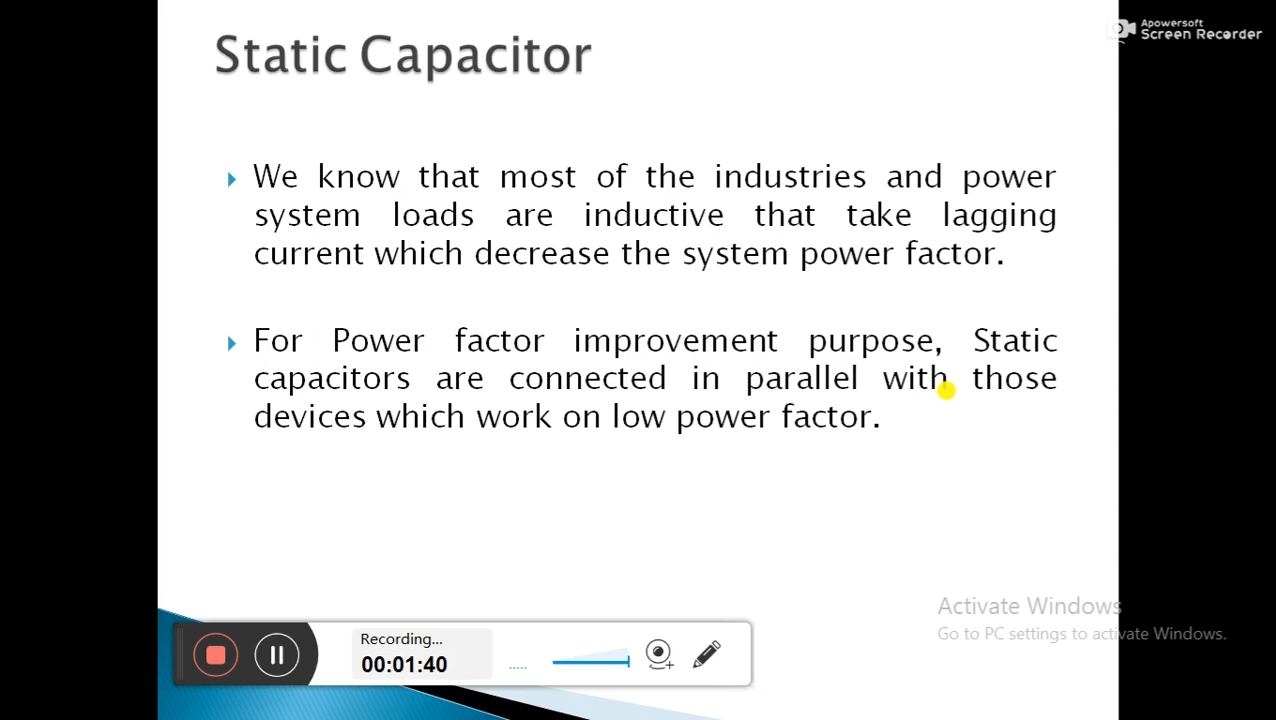 Apowersoft
Screen Recorder
Static Capacitor
We know that most of the industries and power
system loads are inductive that take lagging
current which decrease the system power factor.
For Power factor improvement purpose, Static
capacitors are connected in parallel with those
devices which work on low power factor.
Activate Windows
Go to PC settings to activate Windows.
Recording...
00:01:40